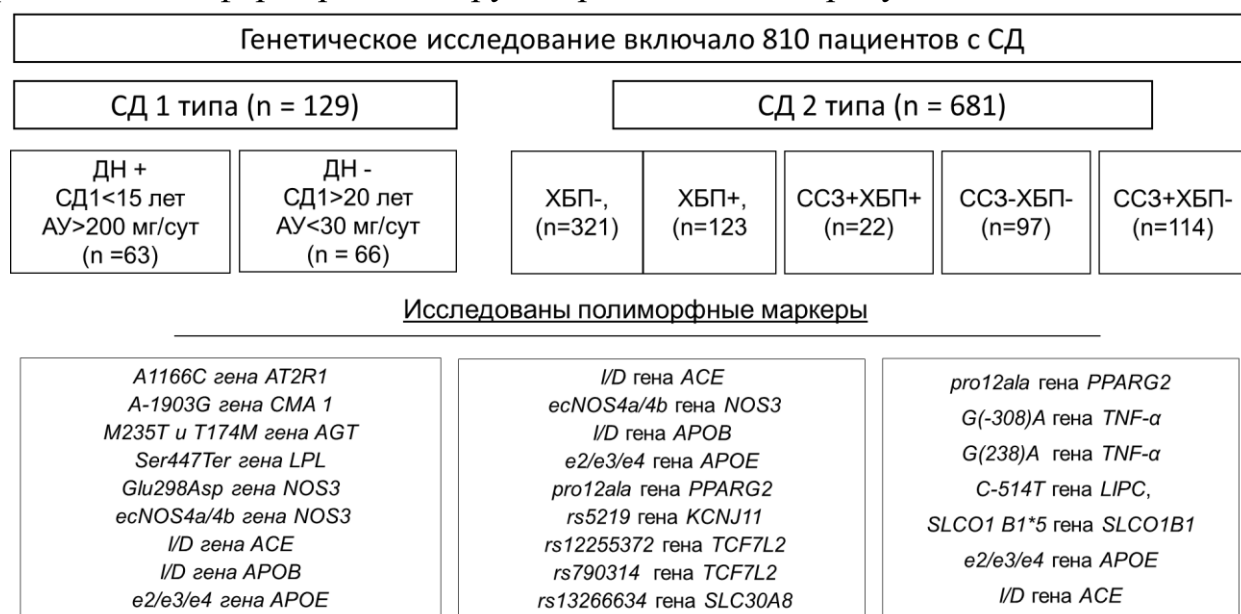 Генетическое исследование включало 810 пациентов с СД
СД 1 типа (n = 129)
СД 2 типа (n = 681)
ДН +
СД1<15 лет
АУ>200 мг/сут
(n =63)
ДН -
СД1>20 лет
АУ<30 мг/сут
(n = 66)
ХБП-,
(n=321)
ХБП+,
(n=123
ССЗ+ХБП+
(n=22)
ССЗ-ХБП-
(n=97)
ССЗ+ХБП-
(n=114)
Исследованы полиморфные маркеры
A1166C гена AT2R1
A-1903G гена CMA 1
M235T и T174M гена AGT
Ser447Ter гена LPL
Glu298Asp гена NOS3
ecNOS4a/4b гена NOS3
I/D гена ACE
I/D гена APOB
e2/e3/e4 гена APOE
I/D гена ACE
ecNOS4a/4b гена NOS3
I/D гена APOB
e2/e3/e4 гена APOE
pro12ala гена PPARG2
rs5219 гена KCNJ11
rs12255372 гена TCF7L2
rs790314 гена TCF7L2
rs13266634 гена SLC30A8
pro12ala гена PPARG2
G(-308)A гена TNF-α
G(238)A гена TNF-α
C-514T гена LIPC,
SLCO1 B1*5 гена SLCO1B1
e2/e3/e4 гена APOE
I/D гена ACE